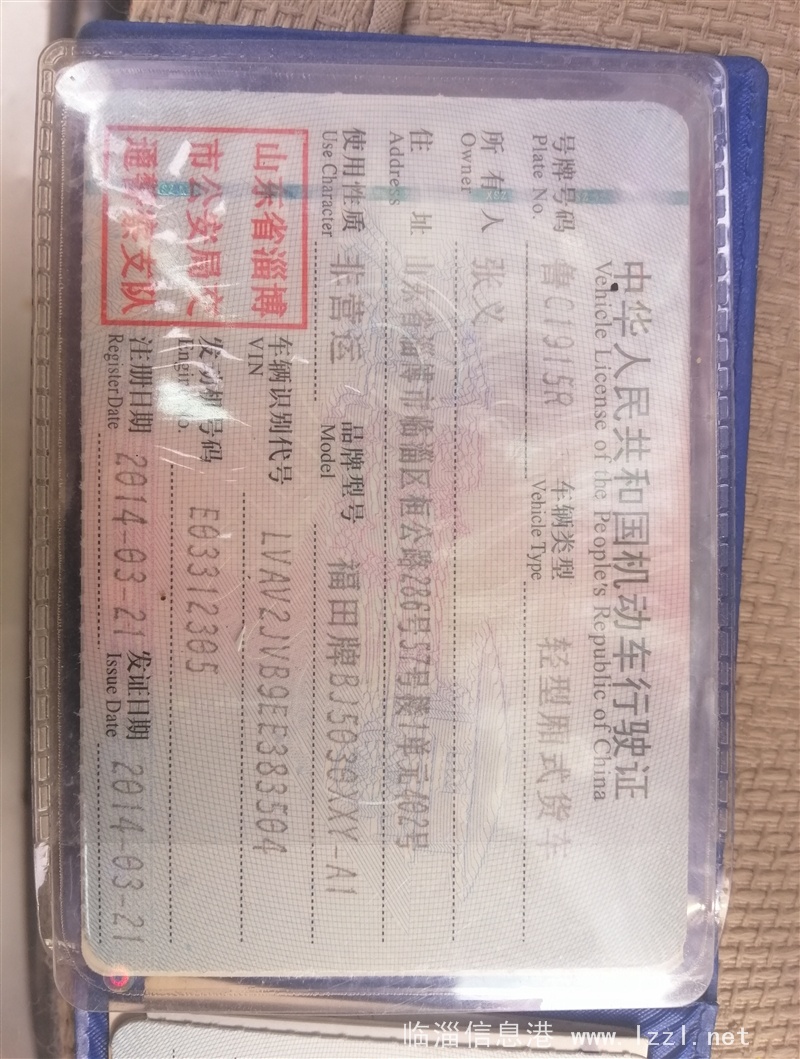 中华人民共和国机动车行驶证
Vehicle License of the People's Republic of China
号牌号码 鲁C1915R 车辆类型 轻型厢式货车
Plate No. Vehicle Type
所有人 张义
Owner
住 址 山东省淄博市临淄区桓公路286号57号楼1单元402号
Address
使用性质 非营运 品牌型号 福田牌BJ5030XXY-A1
Use Character Model
山东省淄博
市公安局交
通警察支队
车辆识别代号 LVAV2JVB9EE383504
VIN
发动机号码 E03312305
Engine No.
注册日期 2014-03-21 发证日期 2014-03-21
Register Date Issue Date
临淄信息港 www.lzzl.net